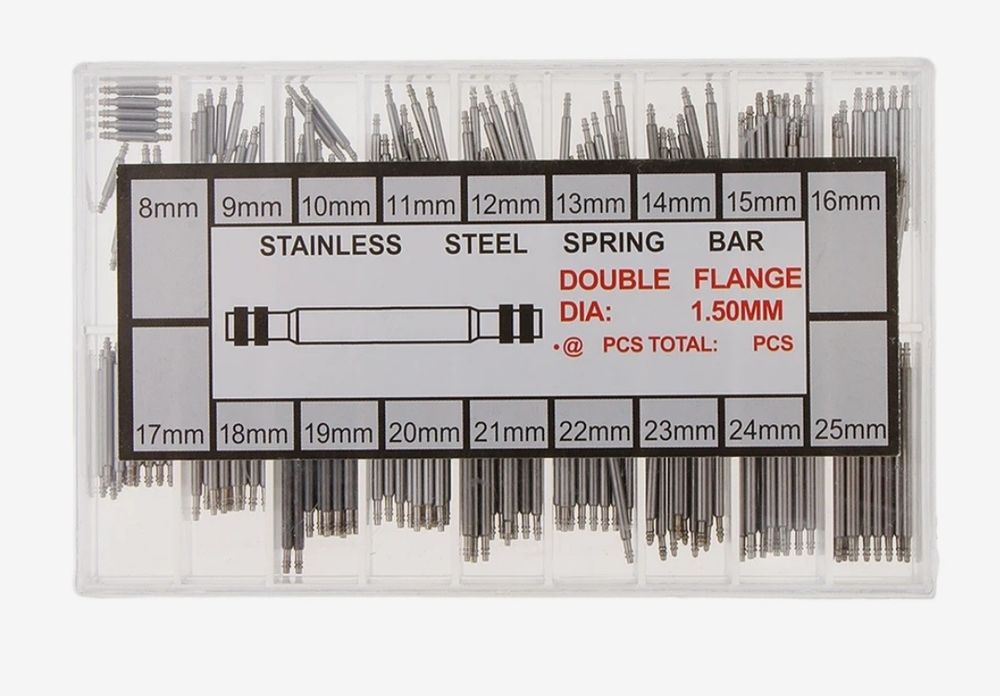 8mm 9mm 10mm 11mm 12mm 13mm 14mm 15mm 16mm
STAINLESS STEEL SPRING BAR
DOUBLE FLANGE
DIA: 1.50MM
•@ PCS TOTAL: PCS
17mm 18mm 19mm 20mm 21mm 22mm 23mm 24mm 25mm